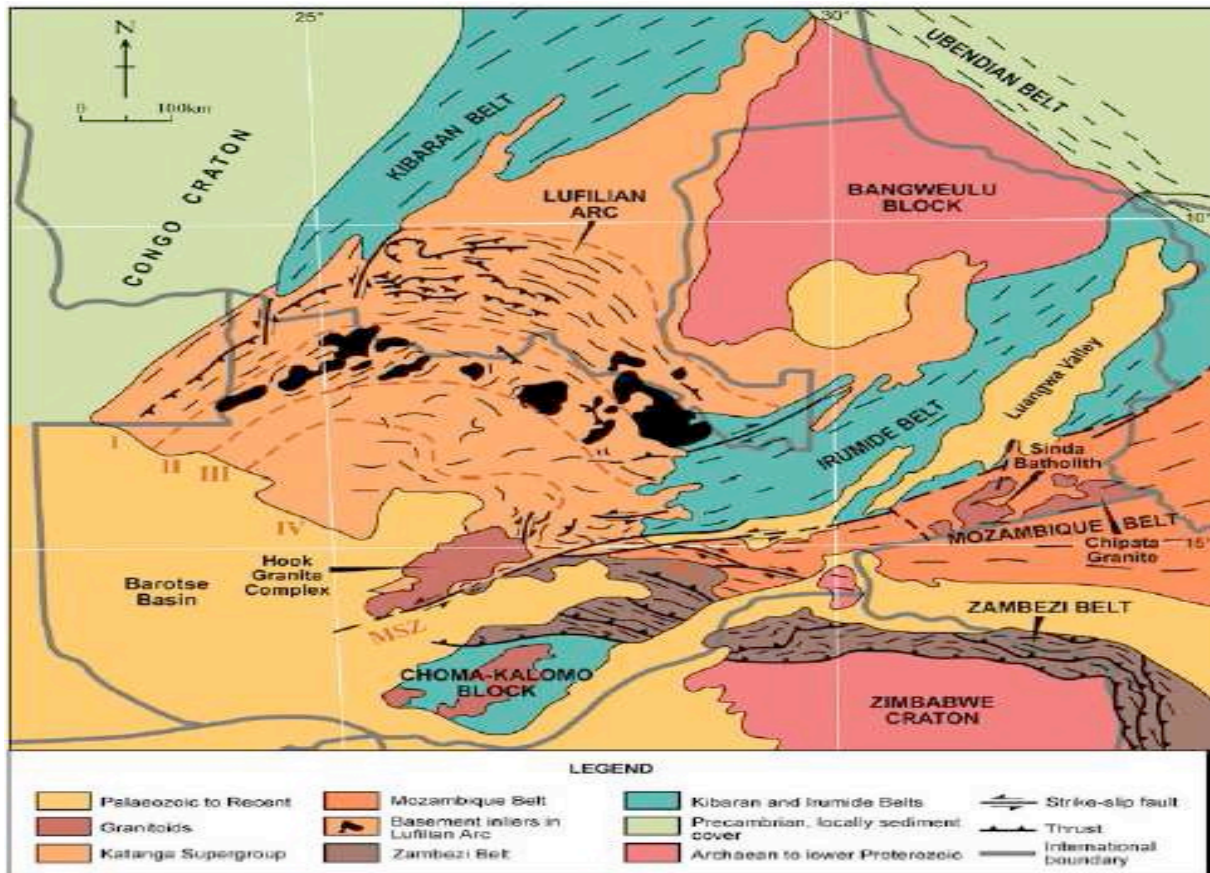 25°
30°
N
0 100km
UBENDIAN BELT
KIBARAN BELT
CONGO CRATON
LUFILIAN
ARC
BANGWEULU
BLOCK
10°
Luangwa Valley
IRUMIDE BELT
Sinda
Batholith
I
II
III
IV
MOZAMBIQUE BELT
15°
Chipata
Granite
Hook
Granite
Complex
Barotse
Basin
MSZ
ZAMBEZI BELT
CHOMA-KALOMO
BLOCK
ZIMBABWE
CRATON
LEGEND
Palaeozoic to Recent
Granitoids
Katanga Supergroup
Mozambique Belt
Basement inliers in
Lufilian Arc
Zambezi Belt
Kibaran and Irumide Belts
Precambrian, locally sediment
cover
Archaean to lower Proterozoic
Strike-slip fault
Thrust
International
boundary